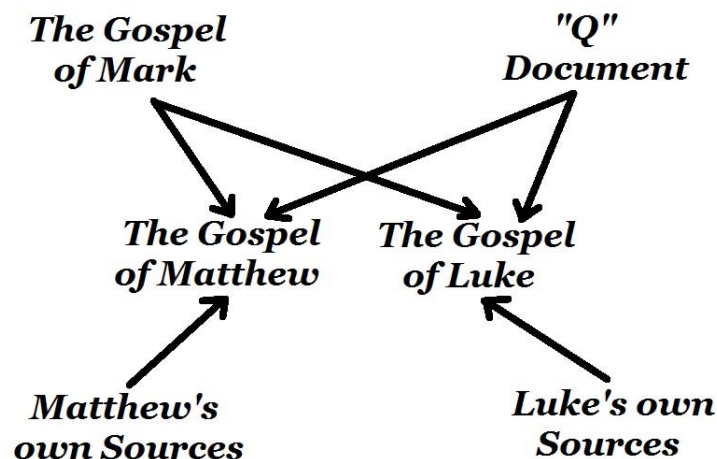 The Gospel
of Mark
"Q"
Document
The Gospel
of Matthew
The Gospel
of Luke
Matthew's
own Sources
Luke's own
Sources